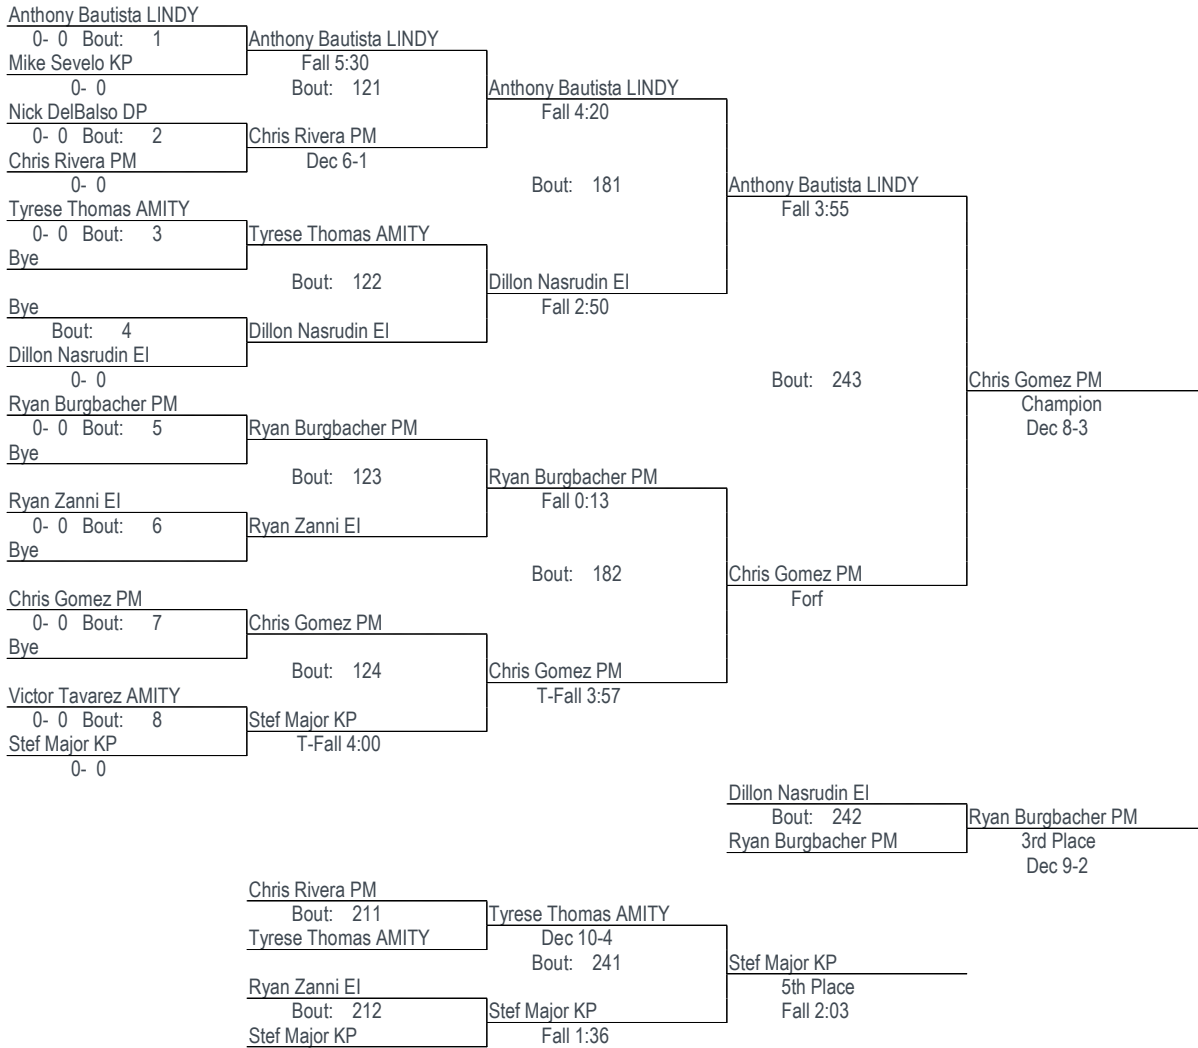 Anthony Bautista LINDY
0- 0 Bout: 1
Mike Sevelo KP
0- 0
Nick DelBalso DP
0- 0 Bout: 2
Chris Rivera PM
0- 0
Tyrese Thomas AMITY
0- 0 Bout: 3
Bye
Bye
Bout: 4
Dillon Nasrudin EI
0- 0
Ryan Burgbacher PM
0- 0 Bout: 5
Bye
Ryan Zanni EI
0- 0 Bout: 6
Bye
Chris Gomez PM
0- 0 Bout: 7
Bye
Victor Tavarez AMITY
0- 0 Bout: 8
Stef Major KP
0- 0
Anthony Bautista LINDY
Fall 5:30
Bout: 121
Chris Rivera PM
Dec 6-1
Tyrese Thomas AMITY
Bout: 122
Dillon Nasrudin EI
Ryan Burgbacher PM
Bout: 123
Ryan Zanni EI
Chris Gomez PM
Bout: 124
Stef Major KP
T-Fall 4:00
Anthony Bautista LINDY
Fall 4:20
Bout: 181
Dillon Nasrudin EI
Fall 2:50
Ryan Burgbacher PM
Fall 0:13
Bout: 182
Chris Gomez PM
T-Fall 3:57
Anthony Bautista LINDY
Fall 3:55
Bout: 243
Chris Gomez PM
Forf
Chris Gomez PM
Champion
Dec 8-3
Dillon Nasrudin EI
Bout: 242
Ryan Burgbacher PM
Ryan Burgbacher PM
3rd Place
Dec 9-2
Chris Rivera PM
Bout: 211
Tyrese Thomas AMITY
Ryan Zanni EI
Bout: 212
Stef Major KP
Tyrese Thomas AMITY
Dec 10-4
Bout: 241
Stef Major KP
Fall 1:36
Stef Major KP
5th Place
Fall 2:03